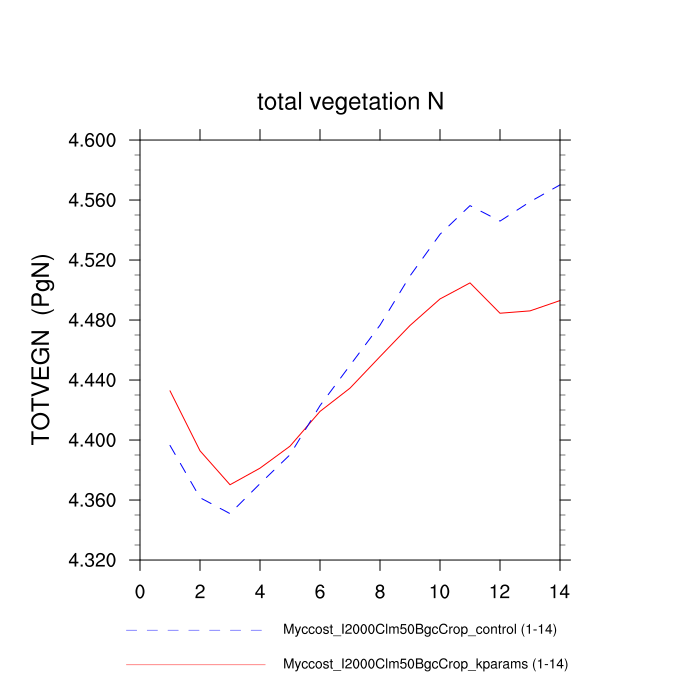 total vegetation N
TOTVEGN (PgN)
4.600
4.560
4.520
4.480
4.440
4.400
4.360
4.320
0 2 4 6 8 10 12 14
Myccost_I2000Clm50BgcCrop_control (1-14)
Myccost_I2000Clm50BgcCrop_kparams (1-14)